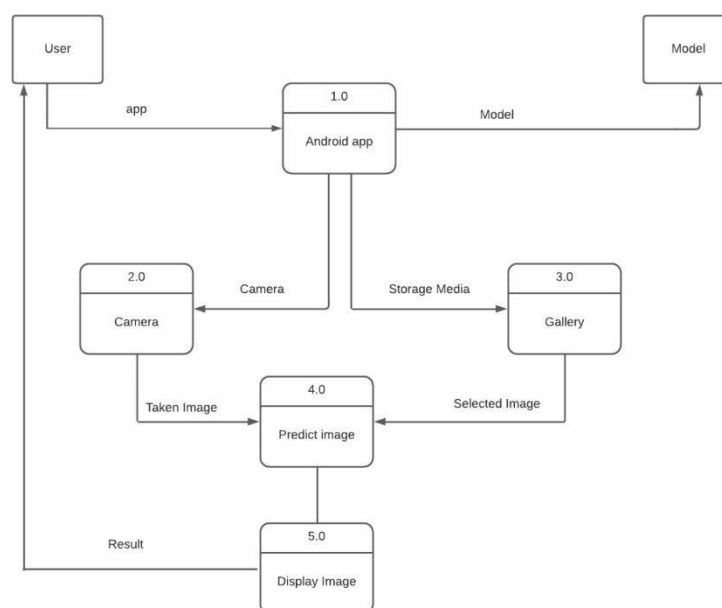 User
Model
1.0
app
Model
Android app
2.0
3.0
Camera
Storage Media
Camera
Gallery
4.0
Taken Image
Selected Image
Predict image
5.0
Result
Display Image